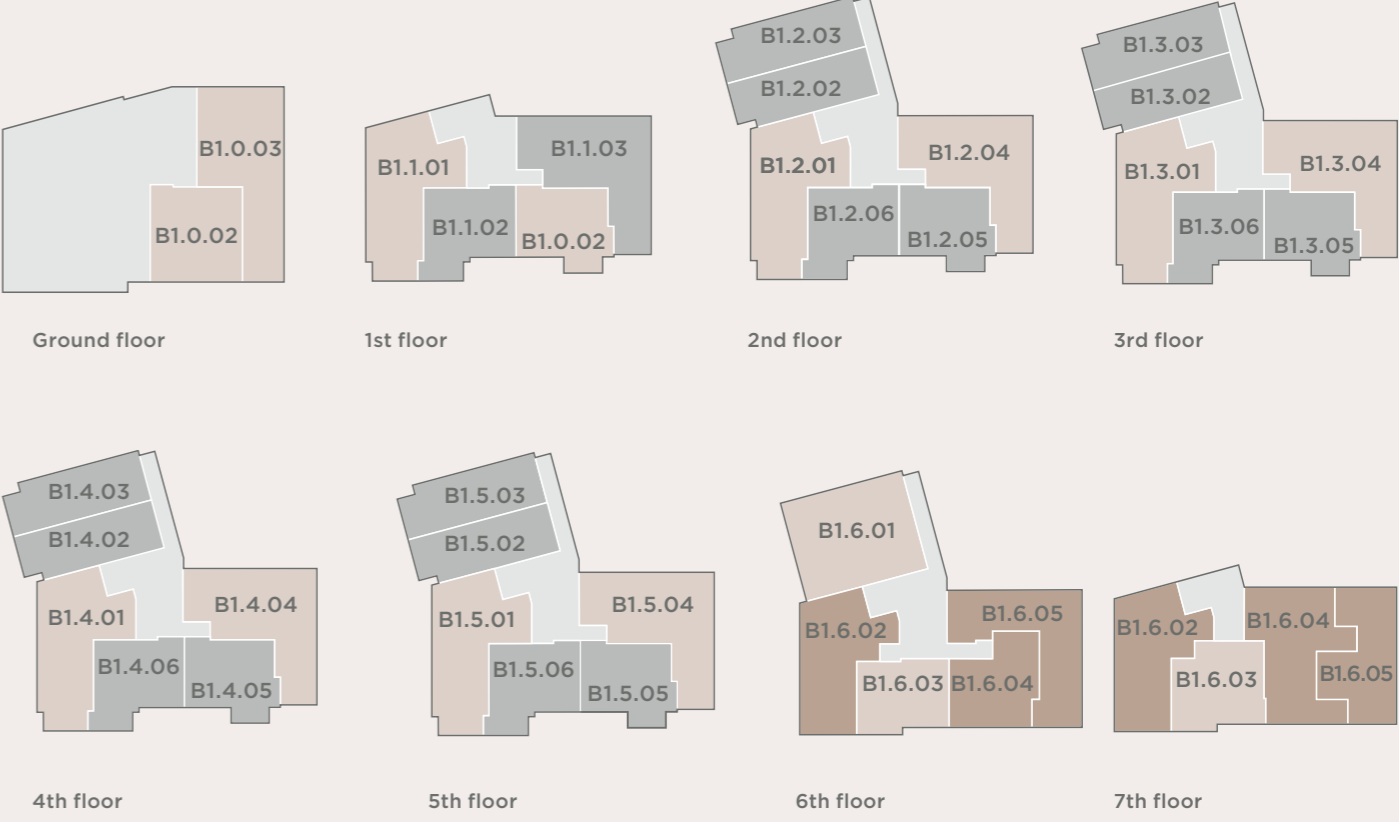 B1.0.03
B1.0.02
Ground floor
B1.1.03
B1.1.01
B1.1.02
B1.0.02
1st floor
B1.2.03
B1.2.02
B1.2.04
B1.2.01
B1.2.06
B1.2.05
2nd floor
B1.3.03
B1.3.02
B1.3.04
B1.3.01
B1.3.06
B1.3.05
3rd floor
B1.4.03
B1.4.02
B1.4.04
B1.4.01
B1.4.06
B1.4.05
4th floor
B1.5.03
B1.5.02
B1.5.04
B1.5.01
B1.5.06
B1.5.05
5th floor
B1.6.01
B1.6.05
B1.6.02
B1.6.03
B1.6.04
6th floor
B1.6.02
B1.6.04
B1.6.03
B1.6.05
7th floor